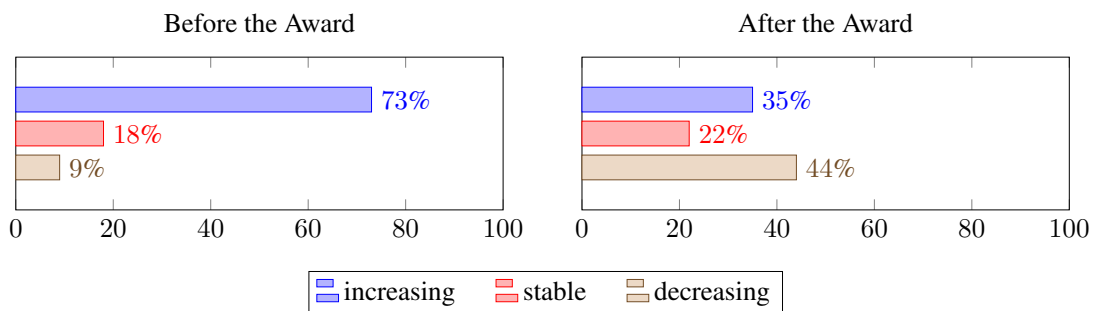 Before the Award
73%
18%
9%
0 20 40 60 80 100
After the Award
35%
22%
44%
0 20 40 60 80 100
increasing stable decreasing